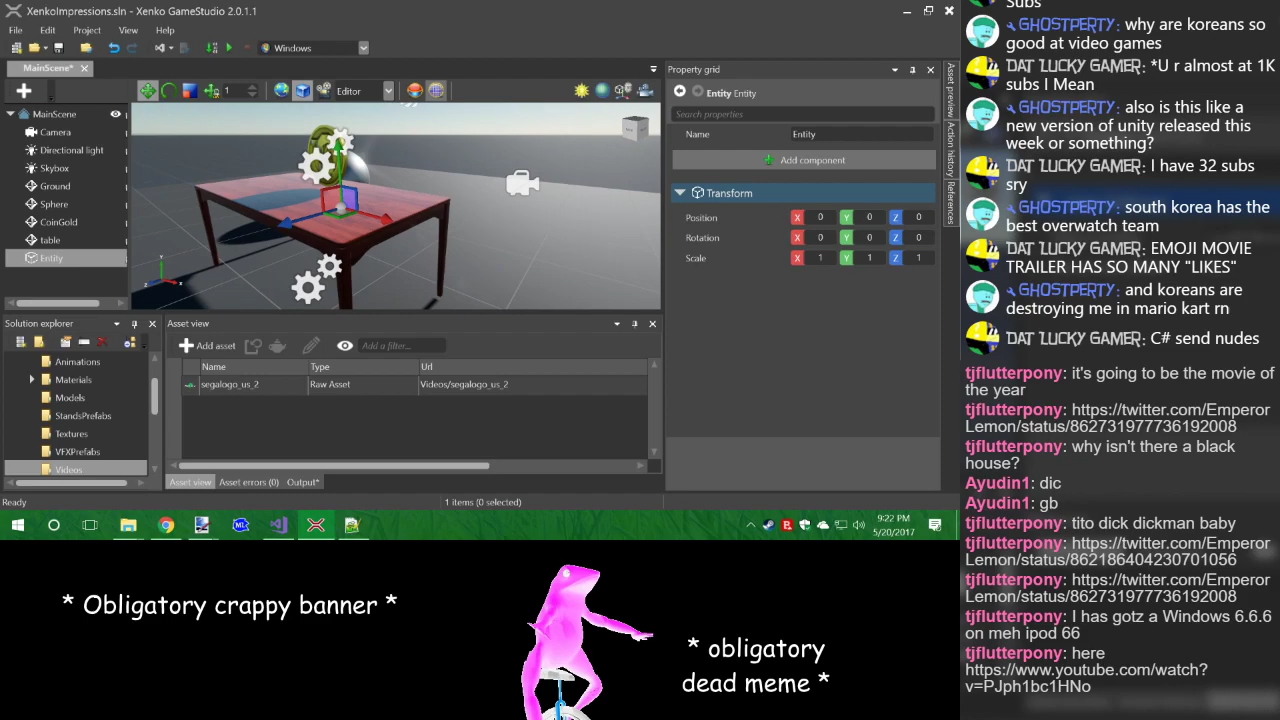 XenkoImpressions.sln - Xenko GameStudio 2.0.1.1
File Edit Project View Help
Windows
MainScene*
1 Editor
MainScene
Camera
Directional light
Skybox
Ground
Sphere
CoinGold
table
Entity
Property grid
Entity Entity
Search properties
Name Entity
Add component
Transform
Position X 0 Y 0 Z 0
Rotation X 0 Y 0 Z 0
Scale X 1 Y 1 Z 1
Asset preview
Action history
References
Solution explorer
Animations
Materials
Models
StandsPrefabs
Textures
VFXPrefabs
Videos
Asset view
Add asset
Add a filter...
Name Type Url
segalogo_us_2 Raw Asset Videos/segalogo_us_2
Asset view Asset errors (0) Output*
Ready
1 items (0 selected)
9:22 PM
5/20/2017
* Obligatory crappy banner *
* obligatory
dead meme *
Subs
GHOSTPERTY: why are koreans so
good at video games
DAT LUCKY GAMER: *U r almost at 1K
subs I Mean
GHOSTPERTY: also is this like a
new version of unity released this
week or something?
DAT LUCKY GAMER: I have 32 subs
sry
GHOSTPERTY: south korea has the
best overwatch team
DAT LUCKY GAMER: EMOJI MOVIE
TRAILER HAS SO MANY "LIKES"
GHOSTPERTY: and koreans are
destroying me in mario kart rn
DAT LUCKY GAMER: C# send nudes
tjflutterpony: it's going to be the movie of
the year
tjflutterpony: https://twitter.com/Emperor
Lemon/status/862731977736192008
tjflutterpony: why isn't there a black
house?
Ayudin1: dic
Ayudin1: gb
tjflutterpony: tito dick dickman baby
tjflutterpony: https://twitter.com/Emperor
Lemon/status/862186404230701056
tjflutterpony: https://twitter.com/Emperor
Lemon/status/862731977736192008
tjflutterpony: I has gotz a Windows 6.6.6
on meh ipod 66
tjflutterpony: here
https://www.youtube.com/watch?
v=PJph1bc1HNo